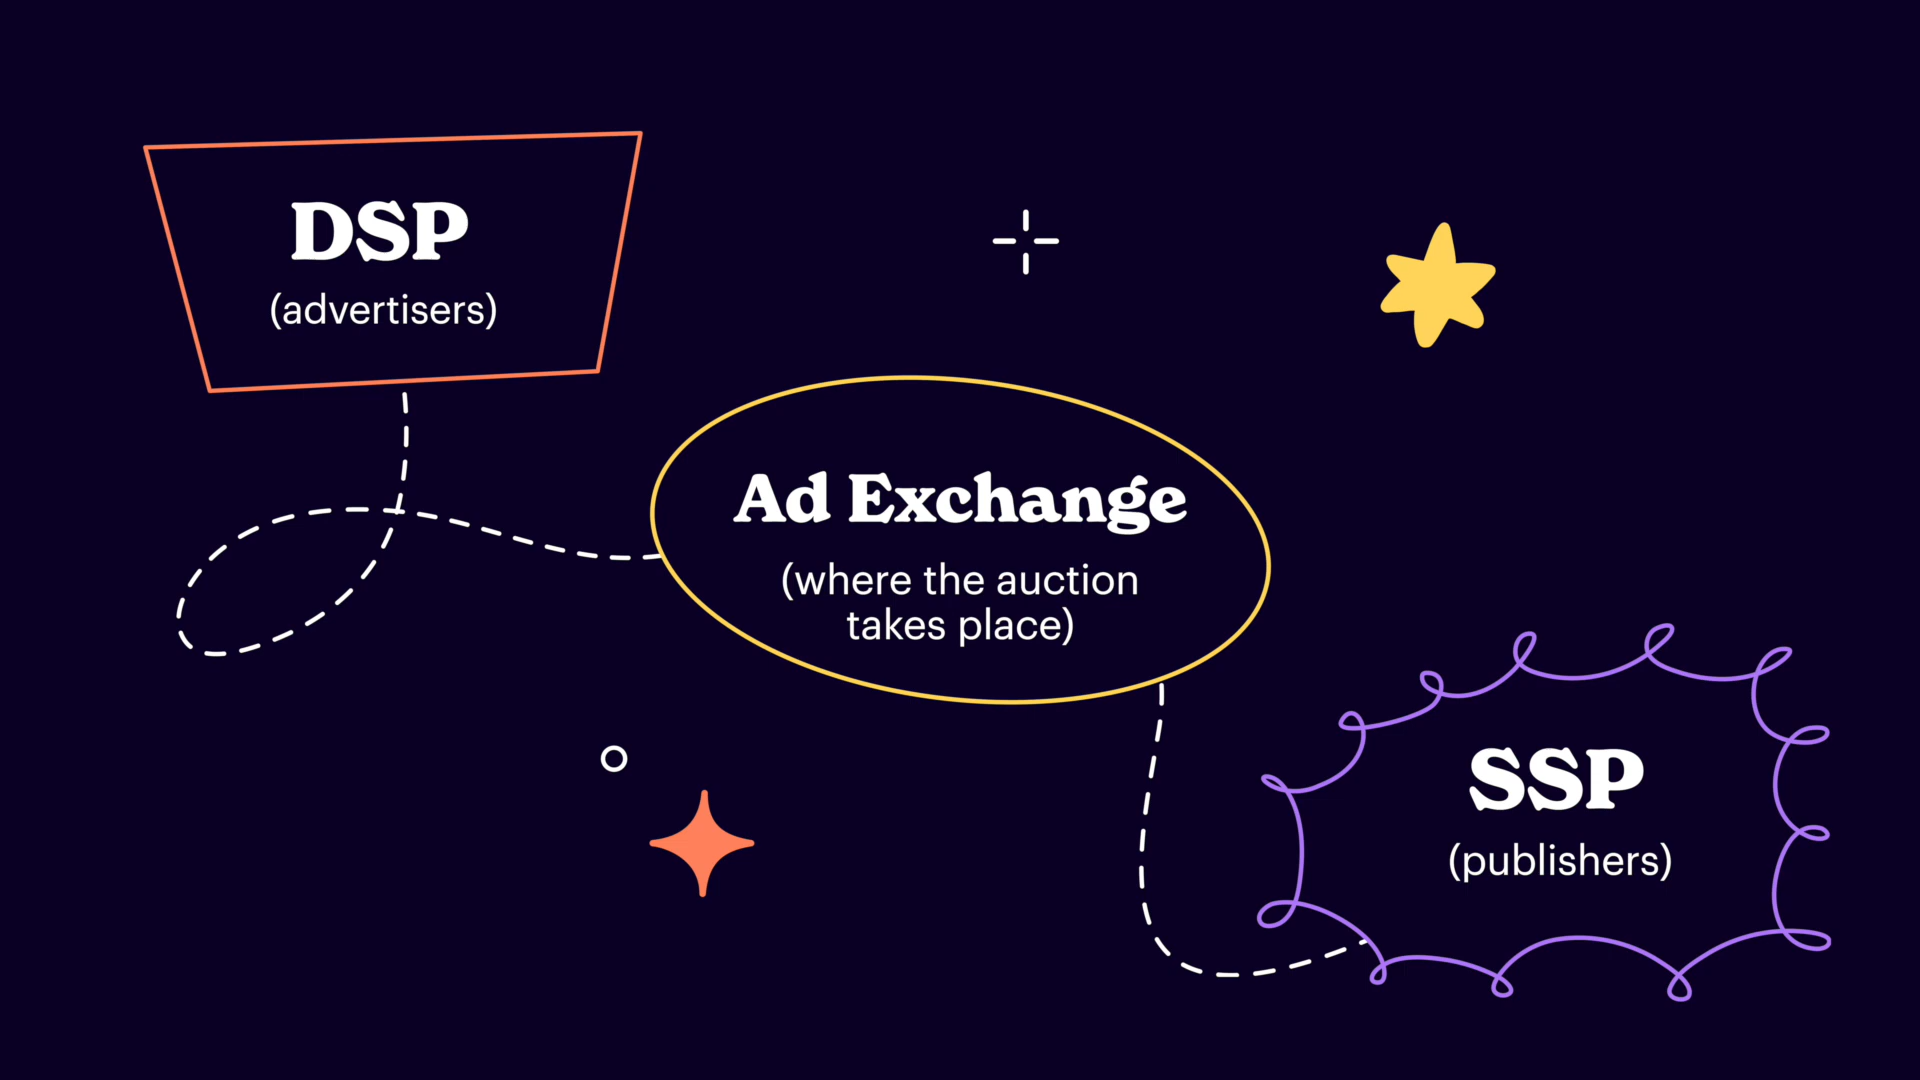 DSP
(advertisers)
Ad Exchange
(where the auction
takes place)
SSP
(publishers)